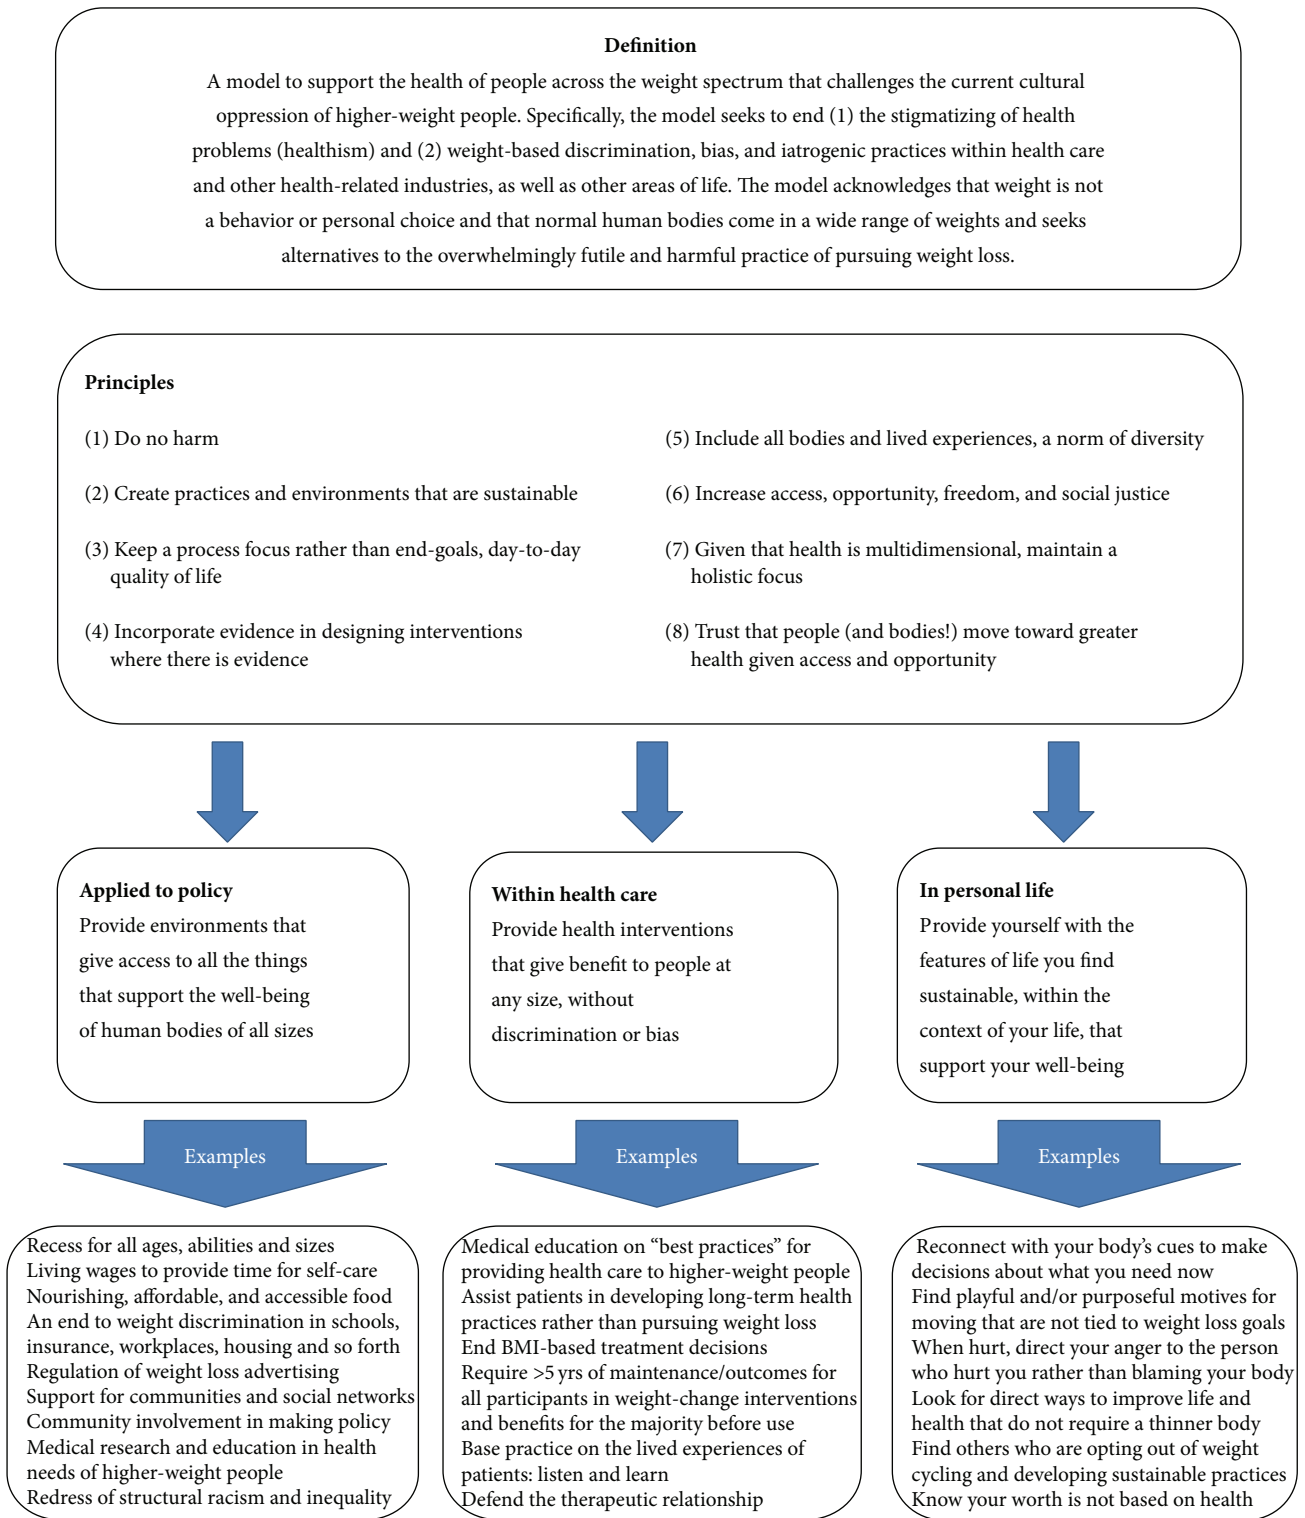 Definition
A model to support the health of people across the weight spectrum that challenges the current cultural
oppression of higher-weight people. Specifically, the model seeks to end (1) the stigmatizing of health
problems (healthism) and (2) weight-based discrimination, bias, and iatrogenic practices within health care
and other health-related industries, as well as other areas of life. The model acknowledges that weight is not
a behavior or personal choice and that normal human bodies come in a wide range of weights and seeks
alternatives to the overwhelmingly futile and harmful practice of pursuing weight loss.
Principles
(1) Do no harm
(2) Create practices and environments that are sustainable
(3) Keep a process focus rather than end-goals, day-to-day
quality of life
(4) Incorporate evidence in designing interventions
where there is evidence
(5) Include all bodies and lived experiences, a norm of diversity
(6) Increase access, opportunity, freedom, and social justice
(7) Given that health is multidimensional, maintain a
holistic focus
(8) Trust that people (and bodies!) move toward greater
health given access and opportunity
Applied to policy
Provide environments that
give access to all the things
that support the well-being
of human bodies of all sizes
Within health care
Provide health interventions
that give benefit to people at
any size, without
discrimination or bias
In personal life
Provide yourself with the
features of life you find
sustainable, within the
context of your life, that
support your well-being
Examples
Examples
Examples
Recess for all ages, abilities and sizes
Living wages to provide time for self-care
Nourishing, affordable, and accessible food
An end to weight discrimination in schools,
insurance, workplaces, housing and so forth
Regulation of weight loss advertising
Support for communities and social networks
Community involvement in making policy
Medical research and education in health
needs of higher-weight people
Redress of structural racism and inequality
Medical education on “best practices” for
providing health care to higher-weight people
Assist patients in developing long-term health
practices rather than pursuing weight loss
End BMI-based treatment decisions
Require >5 yrs of maintenance/outcomes for
all participants in weight-change interventions
and benefits for the majority before use
Base practice on the lived experiences of
patients: listen and learn
Defend the therapeutic relationship
Reconnect with your body’s cues to make
decisions about what you need now
Find playful and/or purposeful motives for
moving that are not tied to weight loss goals
When hurt, direct your anger to the person
who hurt you rather than blaming your body
Look for direct ways to improve life and
health that do not require a thinner body
Find others who are opting out of weight
cycling and developing sustainable practices
Know your worth is not based on health